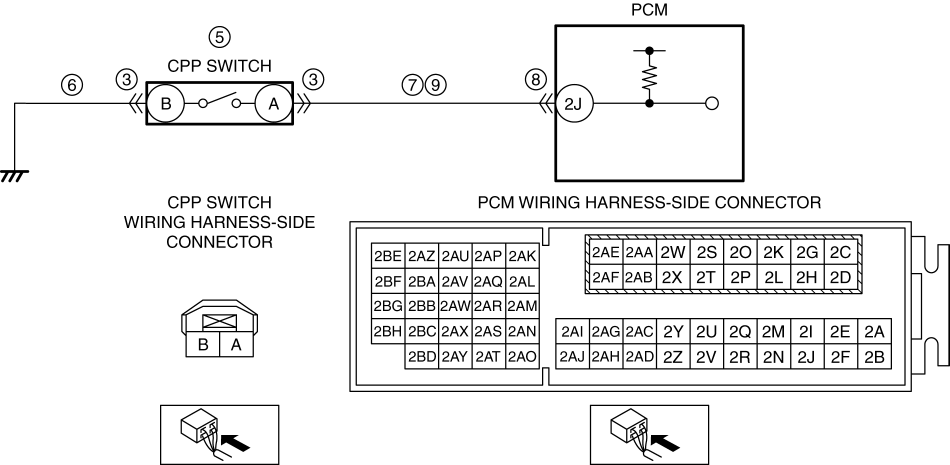 PCM
5
CPP SWITCH
6
3
3
7 9
8
B
A
2J
CPP SWITCH
WIRING HARNESS-SIDE
CONNECTOR
PCM WIRING HARNESS-SIDE CONNECTOR
2BE 2AZ 2AU 2AP 2AK
2BF 2BA 2AV 2AQ 2AL
2BG 2BB 2AW 2AR 2AM
2BH 2BC 2AX 2AS 2AN
2BD 2AY 2AT 2AO
2AE 2AA 2W 2S 2O 2K 2G 2C
2AF 2AB 2X 2T 2P 2L 2H 2D
2AI 2AG 2AC 2Y 2U 2Q 2M 2I 2E 2A
2AJ 2AH 2AD 2Z 2V 2R 2N 2J 2F 2B
B A